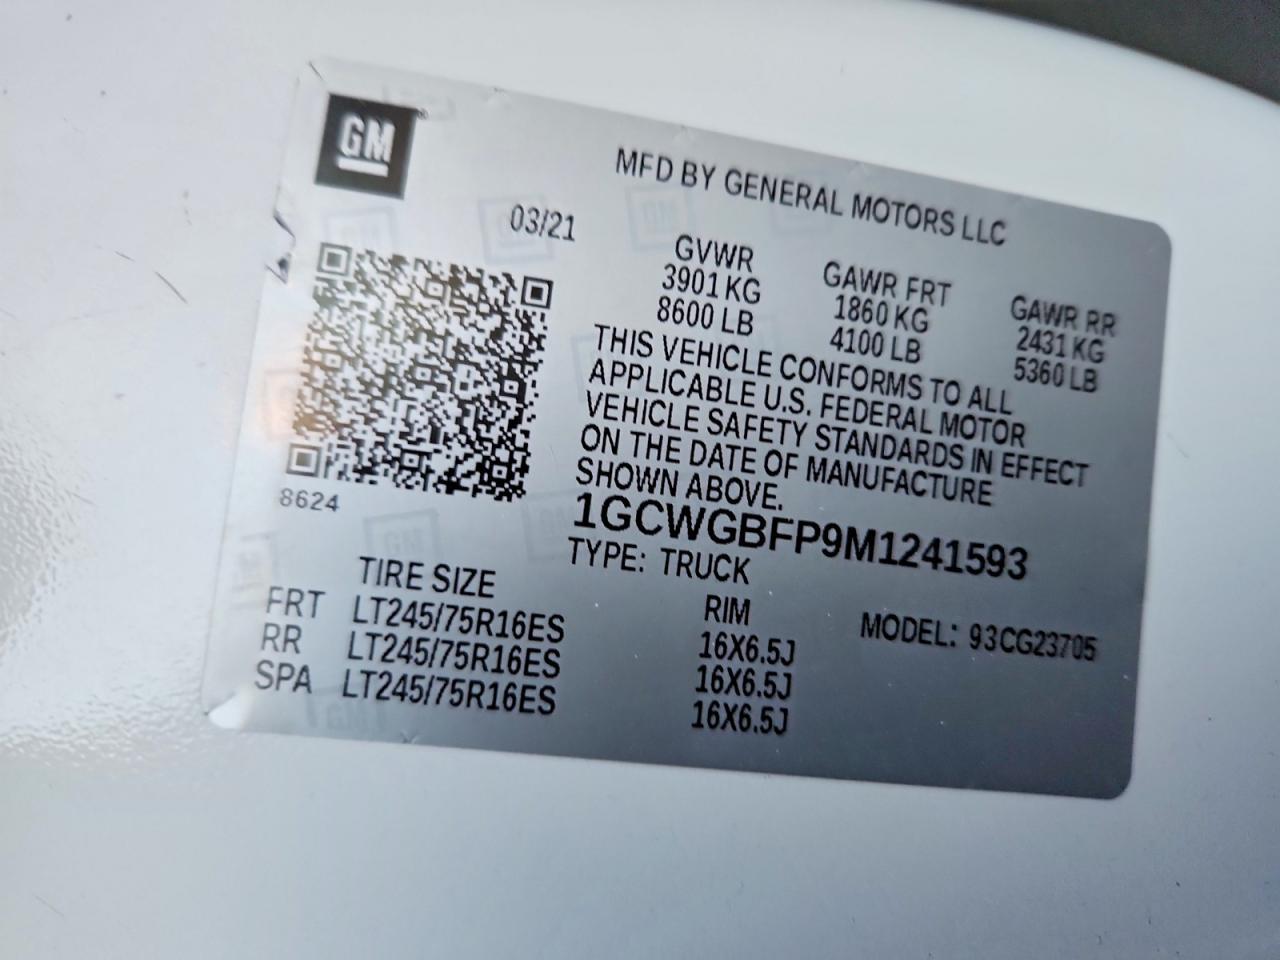 GM
MFD BY GENERAL MOTORS LLC
03/21
GVWR GAWR FRT GAWR RR
3901 KG 1860 KG 2431 KG
8600 LB 4100 LB 5360 LB
THIS VEHICLE CONFORMS TO ALL
APPLICABLE U.S. FEDERAL MOTOR
VEHICLE SAFETY STANDARDS IN EFFECT
ON THE DATE OF MANUFACTURE
SHOWN ABOVE.
8624
1GCWGBFP9M1241593
TYPE: TRUCK MODEL: 93CG23705
TIRE SIZE RIM
FRT LT245/75R16ES 16X6.5J
RR LT245/75R16ES 16X6.5J
SPA LT245/75R16ES 16X6.5J